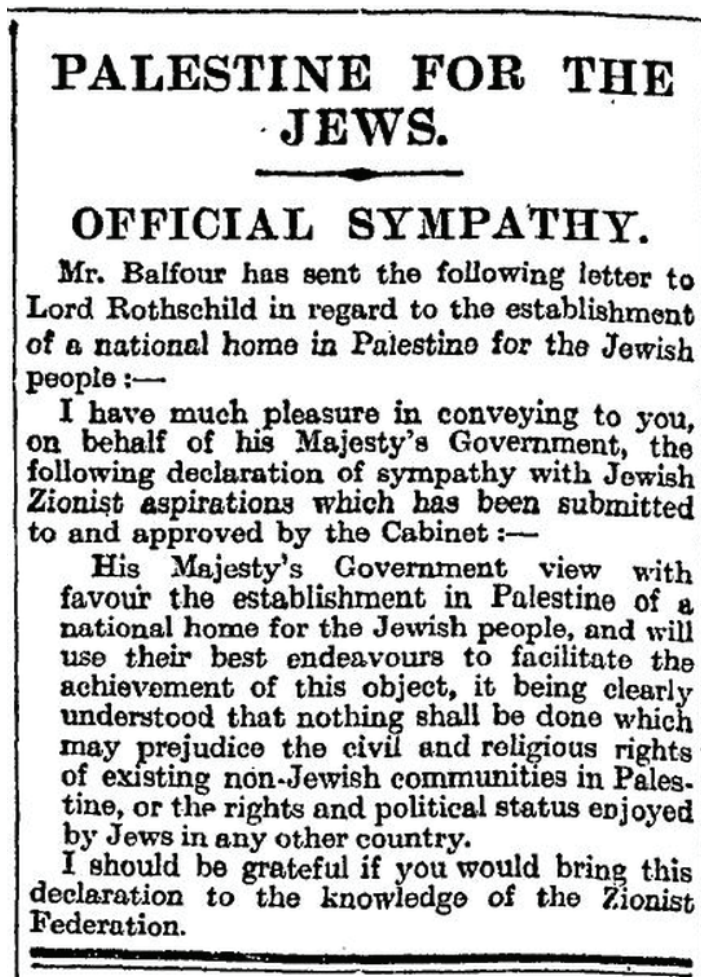 PALESTINE FOR THE
JEWS.
OFFICIAL SYMPATHY.
Mr. Balfour has sent the following letter to
Lord Rothschild in regard to the establishment
of a national home in Palestine for the Jewish
people :—
I have much pleasure in conveying to you,
on behalf of his Majesty's Government, the
following declaration of sympathy with Jewish
Zionist aspirations which has been submitted
to and approved by the Cabinet :—
His Majesty's Government view with
favour the establishment in Palestine of a
national home for the Jewish people, and will
use their best endeavours to facilitate the
achievement of this object, it being clearly
understood that nothing shall be done which
may prejudice the civil and religious rights
of existing non-Jewish communities in Pales-
tine, or the rights and political status enjoyed
by Jews in any other country.
I should be grateful if you would bring this
declaration to the knowledge of the Zionist
Federation.